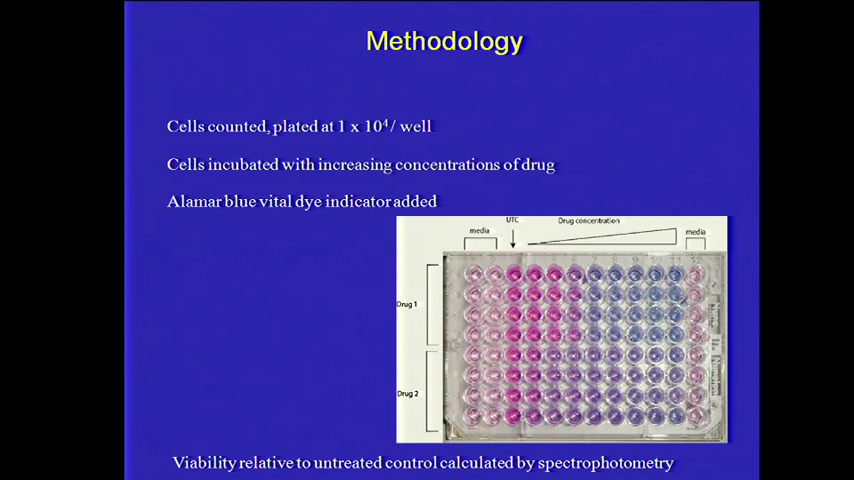 Methodology
Cells counted, plated at 1 x 10⁴/ well
Cells incubated with increasing concentrations of drug
Alamar blue vital dye indicator added
UTC
Drug concentration
media
media
Drug 1
Drug 2
Viability relative to untreated control calculated by spectrophotometry